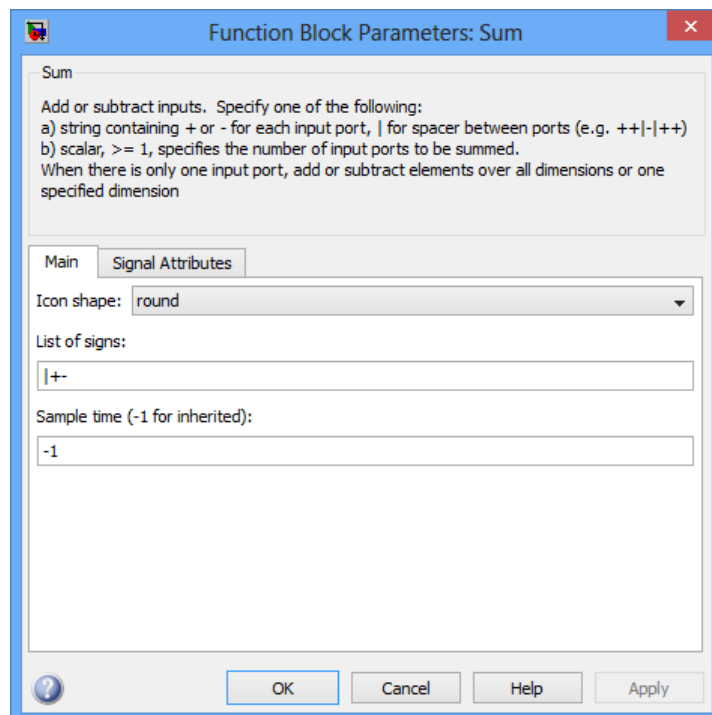 Function Block Parameters: Sum
Sum
Add or subtract inputs.  Specify one of the following:
a) string containing + or - for each input port, | for spacer between ports (e.g. ++|-|++)
b) scalar, >= 1, specifies the number of input ports to be summed.
When there is only one input port, add or subtract elements over all dimensions or one
specified dimension
Main
Signal Attributes
Icon shape: round
List of signs:
|+-
Sample time (-1 for inherited):
-1
OK
Cancel
Help
Apply